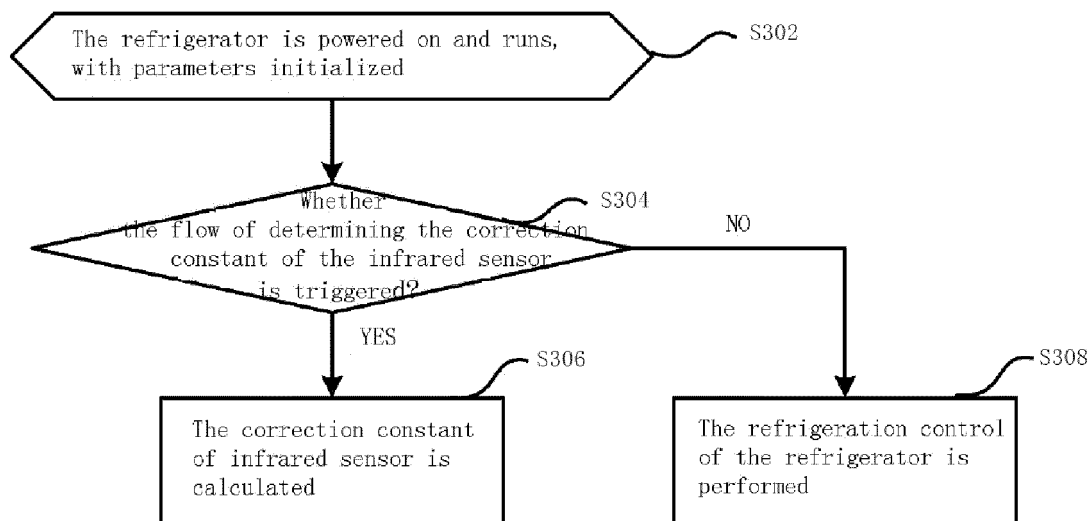 The refrigerator is powered on and runs,
with parameters initialized
S302
Whether
the flow of determining the correction
constant of the infrared sensor
is triggered?
S304
NO
YES
S306
The correction constant
of infrared sensor is
calculated
S308
The refrigeration control
of the refrigerator is
performed